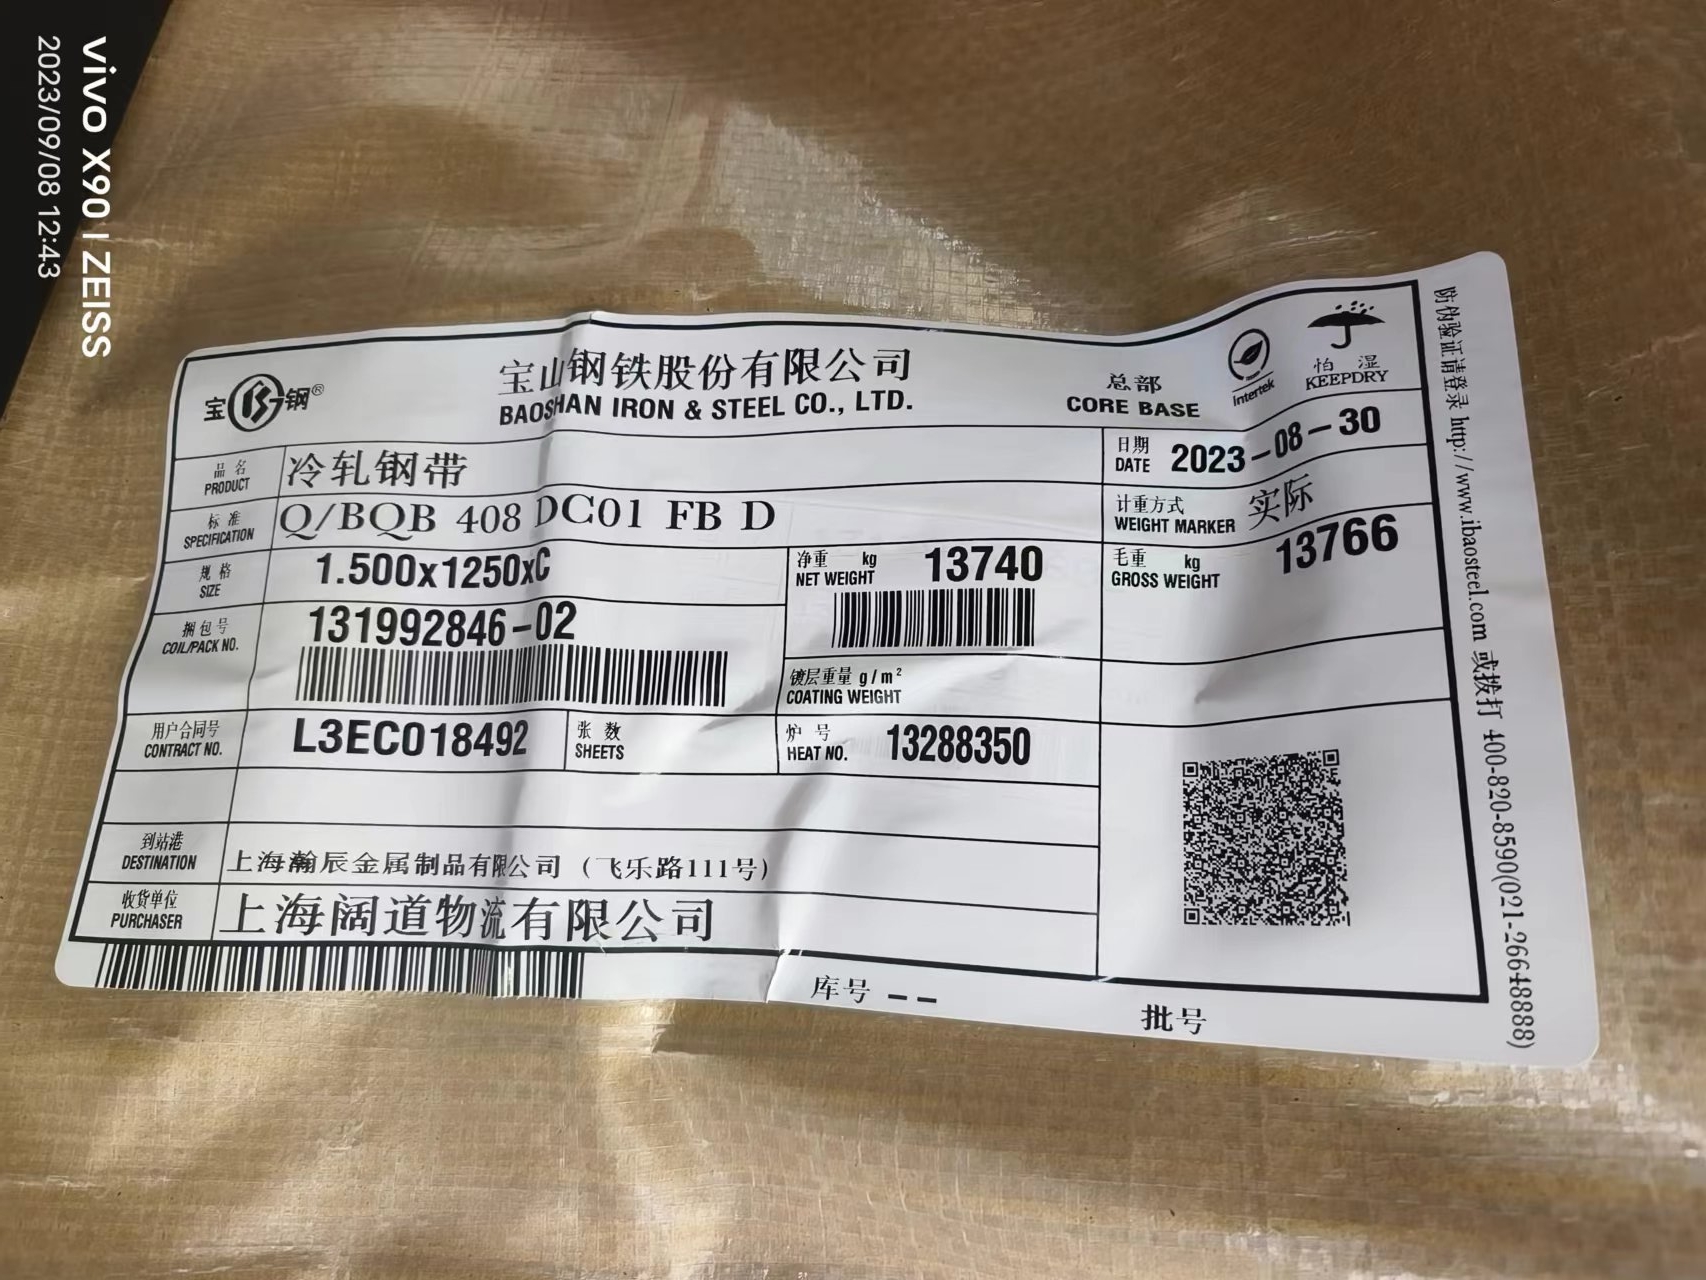 vivo X90 | ZEISS
2023/09/08 12:43
宝 钢®
宝山钢铁股份有限公司
BAOSHAN IRON & STEEL CO., LTD.
总部
CORE BASE
Intertek
怕 湿
KEEPDRY
品 名
PRODUCT
冷轧钢带
日期
DATE
2023-08-30
标 准
SPECIFICATION
Q/BQB 408 DC01 FB D
计重方式
WEIGHT MARKER
实际
规 格
SIZE
1.500x1250xC
净重 kg
NET WEIGHT
13740
毛重 kg
GROSS WEIGHT
13766
捆包号
COIL/PACK NO.
131992846-02
镀层重量 g/m²
COATING WEIGHT
用户合同号
CONTRACT NO.
L3EC018492
张 数
SHEETS
炉 号
HEAT NO.
13288350
到站港
DESTINATION
上海瀚辰金属制品有限公司（飞乐路111号）
收货单位
PURCHASER
上海阔道物流有限公司
库号 --
批号
防伪验证请登录 http://www.ibaosteel.com 或拨打 400-820-8590(021-26648888)